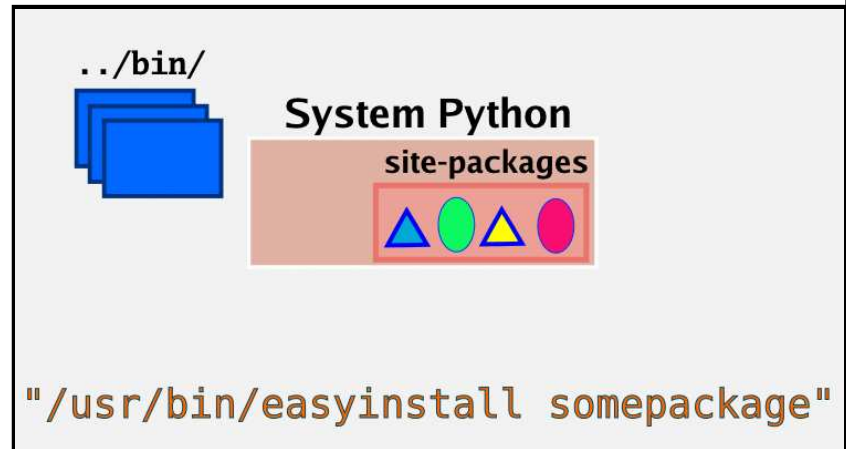 ../bin/
System Python
site-packages
"/usr/bin/easyinstall somepackage"